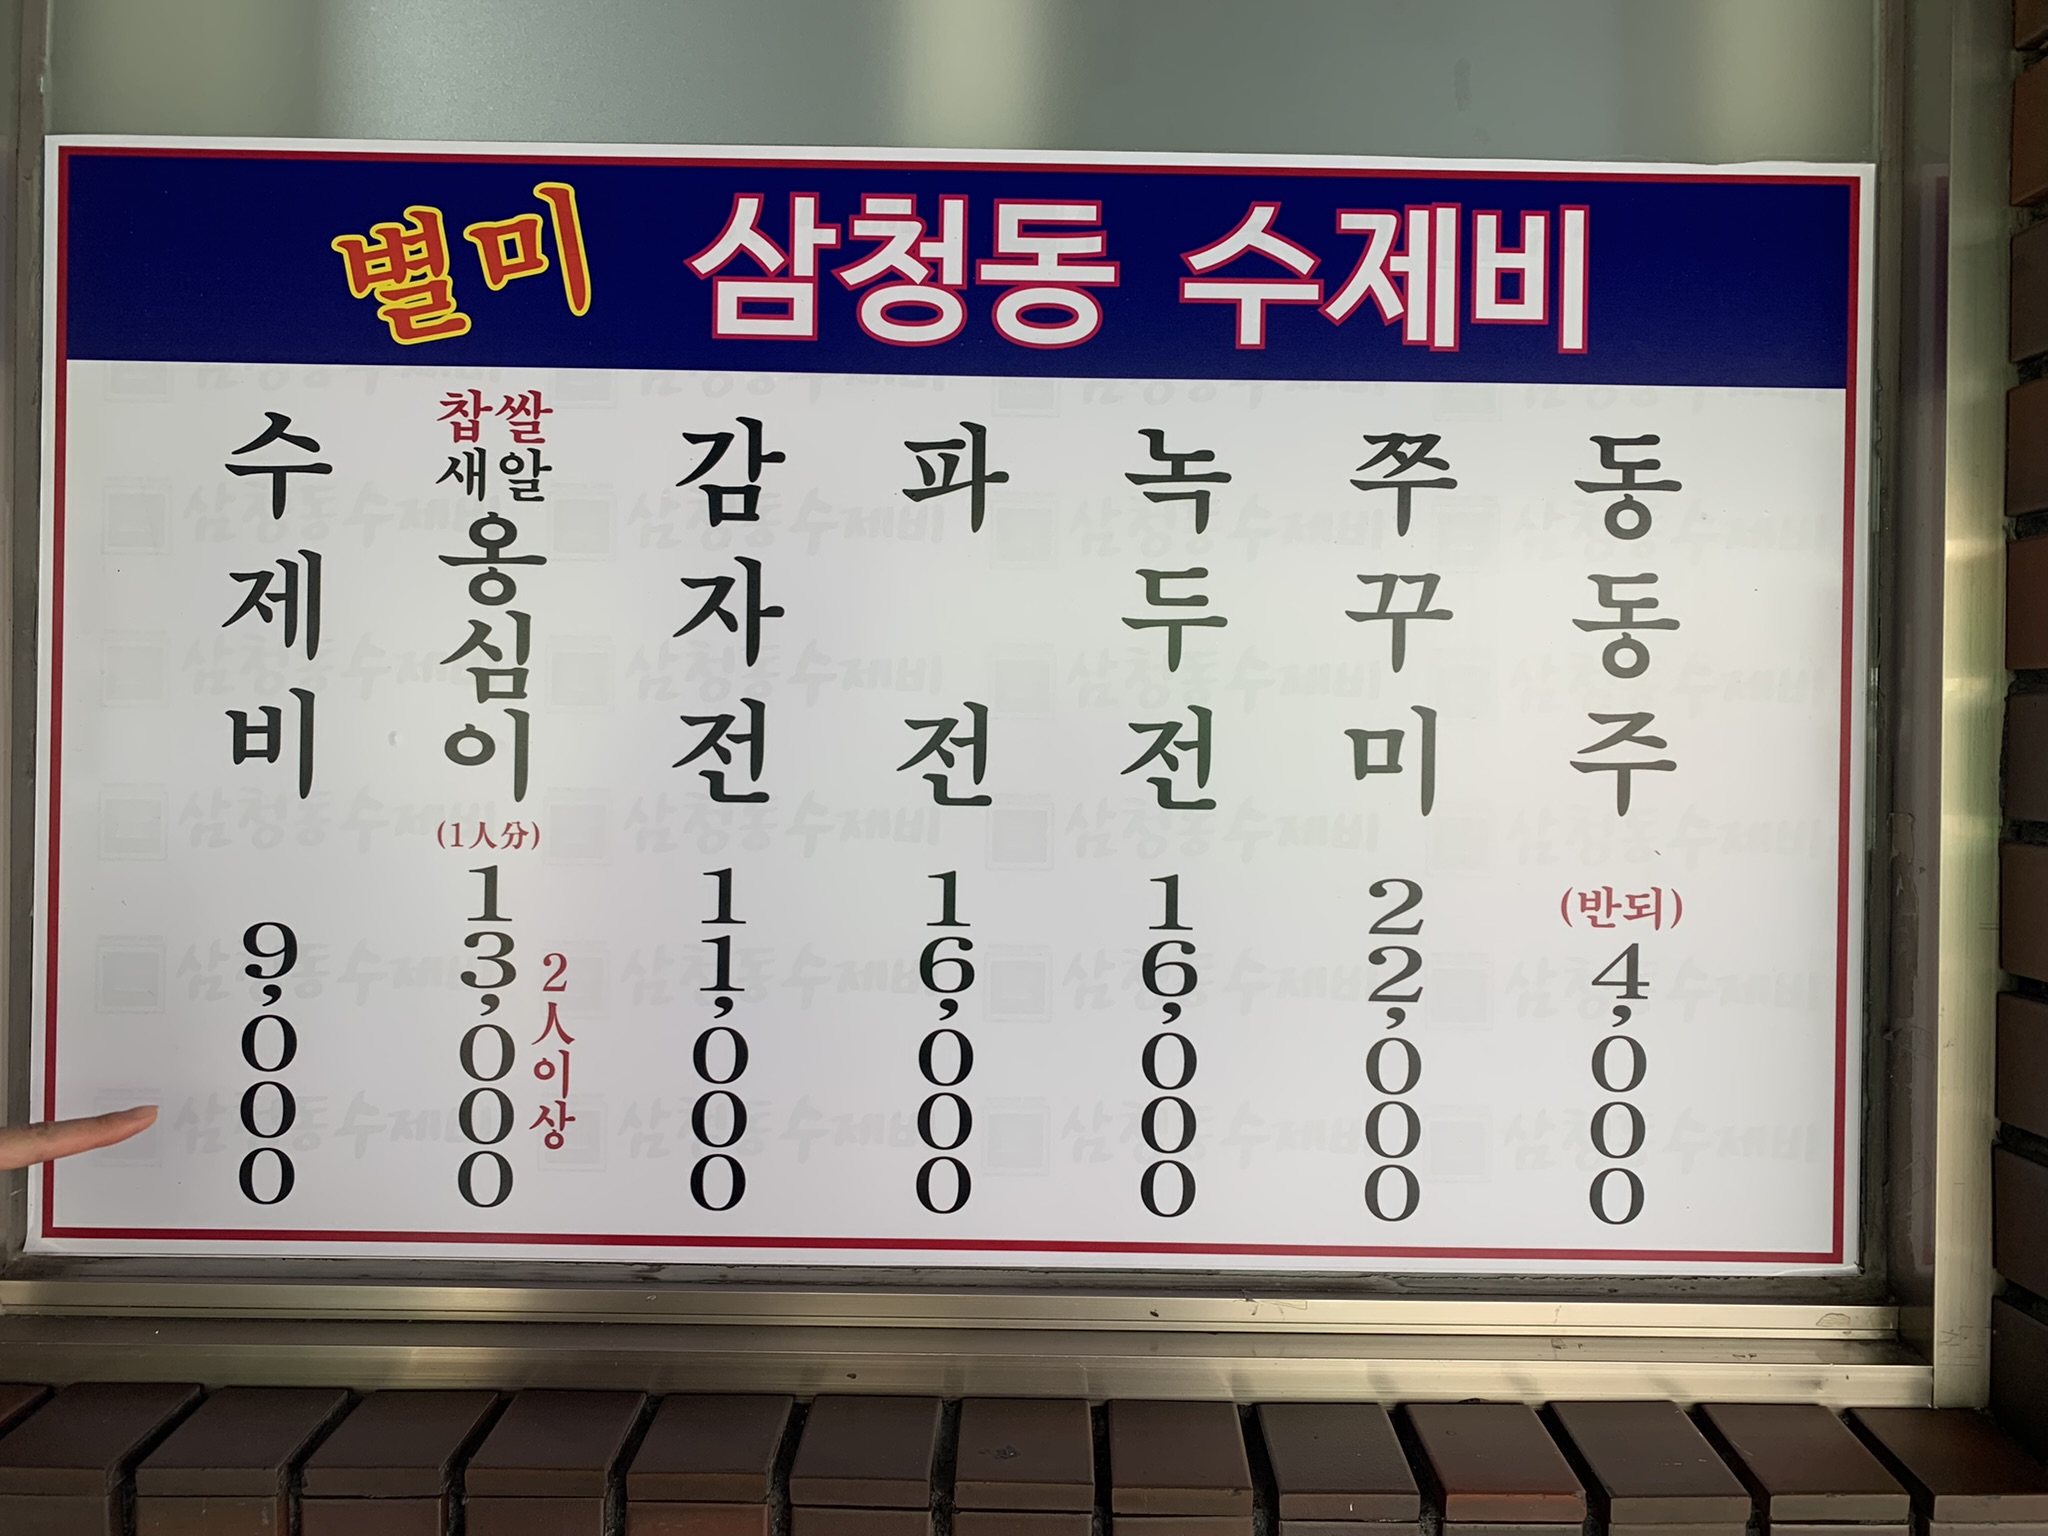 별미 삼청동 수제비
수제비
9,000
찹쌀
새알
옹심이
(1人分)
13,000
2人이상
감자전
11,000
파전
16,000
녹두전
16,000
쭈꾸미
22,000
동동주
(반되)
4,000